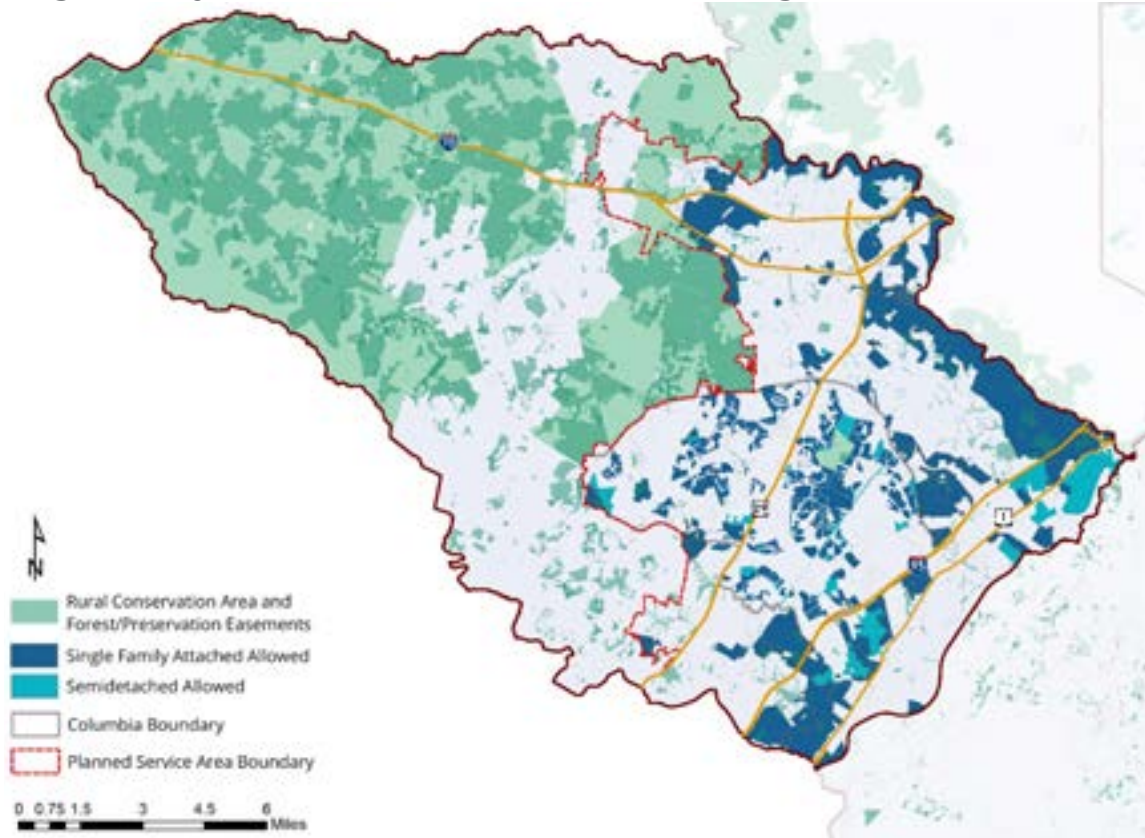 N
Rural Conservation Area and
Forest/Preservation Easements
Single Family Attached Allowed
Semidetached Allowed
Columbia Boundary
Planned Service Area Boundary
0 0.75 1.5 3 4.5 6
Miles
1